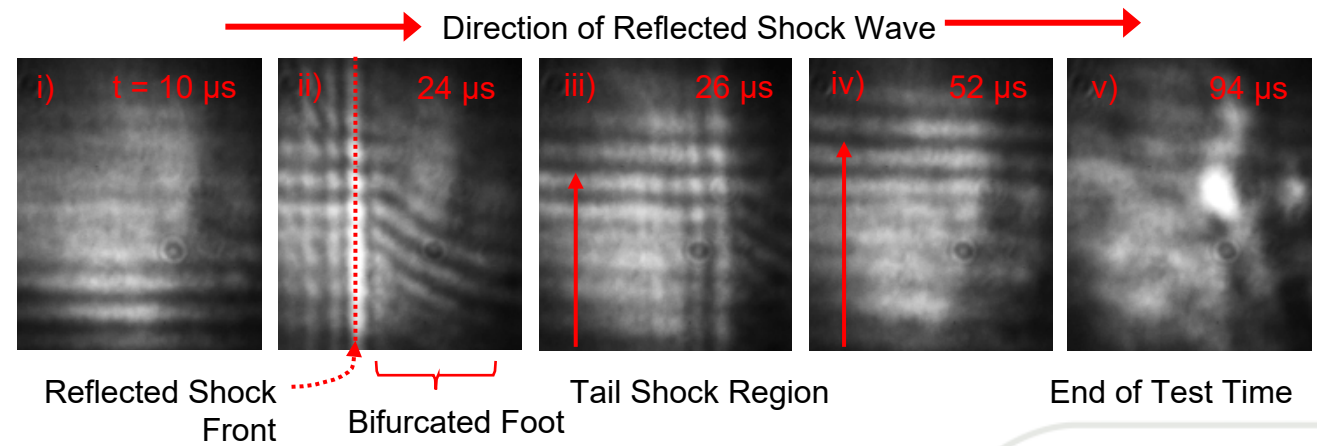 Direction of Reflected Shock Wave
i) t = 10 µs
ii) 24 µs
iii) 26 µs
iv) 52 µs
v) 94 µs
Reflected Shock
Front
Bifurcated Foot
Tail Shock Region
End of Test Time